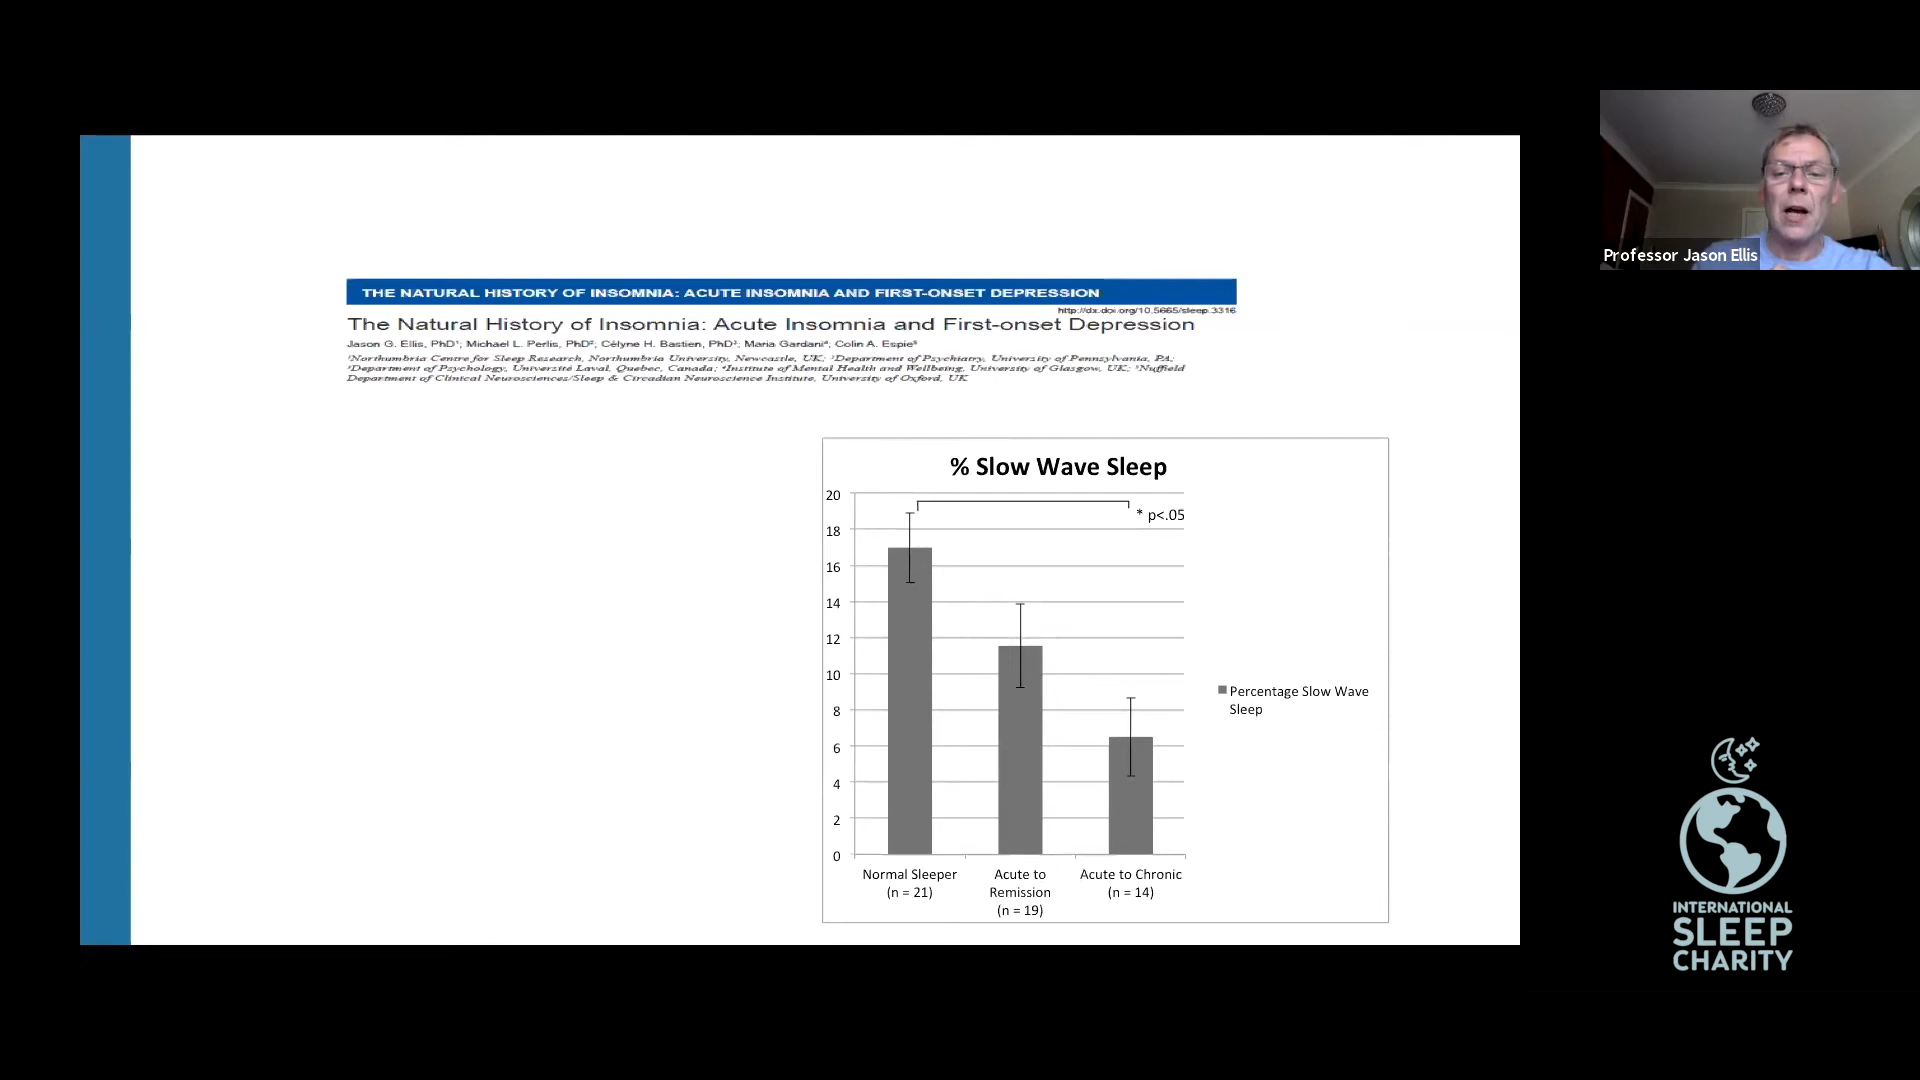 THE NATURAL HISTORY OF INSOMNIA: ACUTE INSOMNIA AND FIRST-ONSET DEPRESSION
http://dx.doi.org/10.5665/sleep.3316
The Natural History of Insomnia: Acute Insomnia and First-onset Depression
Jason G. Ellis, PhD¹; Michael L. Perlis, PhD²; Célyne H. Bastien, PhD³; Maria Gardani⁴, Colin A. Espie⁵
¹Northumbria Centre for Sleep Research, Northumbria University, Newcastle, UK; ²Department of Psychiatry, University of Pennsylvania, PA;
³Department of Psychology, Université Laval, Quebec, Canada; ⁴Institute of Mental Health and Wellbeing, University of Glasgow, UK; ⁵Nuffield
Department of Clinical Neurosciences/Sleep & Circadian Neuroscience Institute, University of Oxford, UK
% Slow Wave Sleep
20
* p<.05
18
16
14
12
10
8
6
4
2
0
Percentage Slow Wave
Sleep
Normal Sleeper
(n = 21)
Acute to
Remission
(n = 19)
Acute to Chronic
(n = 14)
Professor Jason Ellis
INTERNATIONAL
SLEEP
CHARITY